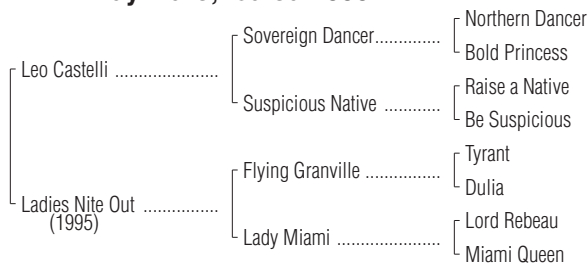 Northern Dancer
Sovereign Dancer..............
Bold Princess
Leo Castelli ......................
Raise a Native
Suspicious Native ............
Be Suspicious
Tyrant
Flying Granville ................
Dulia
Ladies Nite Out ................
(1995)
Lord Rebeau
Lady Miami ......................
Miami Queen